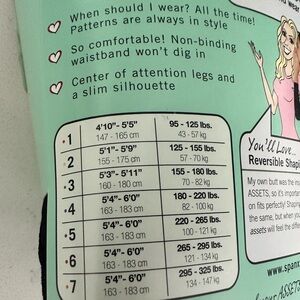 When should I wear? All the time!
Patterns are always in style
So comfortable! Non-binding
waistband won't dig in
Center of attention legs and
a slim silhouette
1 4'10"- 5'5" 95 - 125 lbs.
147 - 165 cm 43 - 57 kg
2 5'1"- 5'9" 125 - 155 lbs.
155 - 175 cm 57 - 70 kg
3 5'3"- 5'11" 155 - 180 lbs.
160 - 180 cm 70 - 82 kg
4 5'4"- 6'0" 180 - 220 lbs.
163 - 183 cm 82 - 100 kg
5 5'4"- 6'0" 220 - 265 lbs.
163 - 183 cm 100 - 121 kg
6 5'4"- 6'0" 265 - 295 lbs.
163 - 183 cm 121 - 134 kg
7 5'4"- 6'0" 295 - 325 lbs.
163 - 183 cm 134 - 147 kg
You'll Love...
Reversible Shapi
My own butt was the
ASSETS, so it's importan
on fits perfectly! Shaping
the same, but when you
assets will feel the differe
www.spanx
your ASSETS